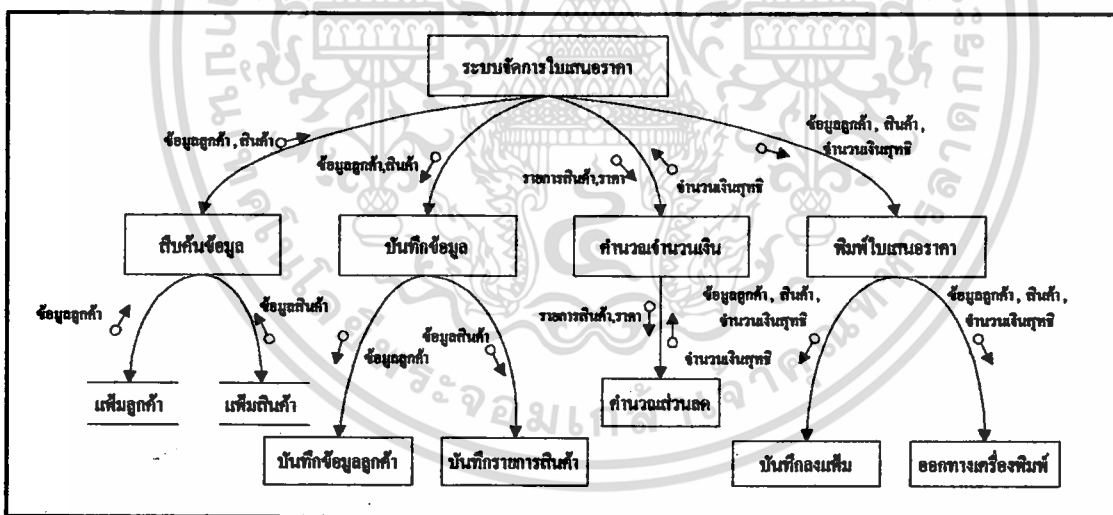 ระบบจัดการใบเสนอราคา
ข้อมูลลูกค้า, สินค้า
ข้อมูลลูกค้า,สินค้า
รายการสินค้า,ราคา
จำนวนเงินสุทธิ
ข้อมูลลูกค้า, สินค้า,
จำนวนเงินสุทธิ
สืบค้นข้อมูล
บันทึกข้อมูล
คำนวณจำนวนเงิน
พิมพ์ใบเสนอราคา
ข้อมูลลูกค้า
ข้อมูลสินค้า
ข้อมูลลูกค้า
ข้อมูลสินค้า
รายการสินค้า,ราคา
จำนวนเงินสุทธิ
ข้อมูลลูกค้า, สินค้า,
จำนวนเงินสุทธิ
ข้อมูลลูกค้า, สินค้า,
จำนวนเงินสุทธิ
แฟ้มลูกค้า
แฟ้มสินค้า
คำนวณส่วนลด
บันทึกข้อมูลลูกค้า
บันทึกรายการสินค้า
บันทึกลงแฟ้ม
ออกทางเครื่องพิมพ์